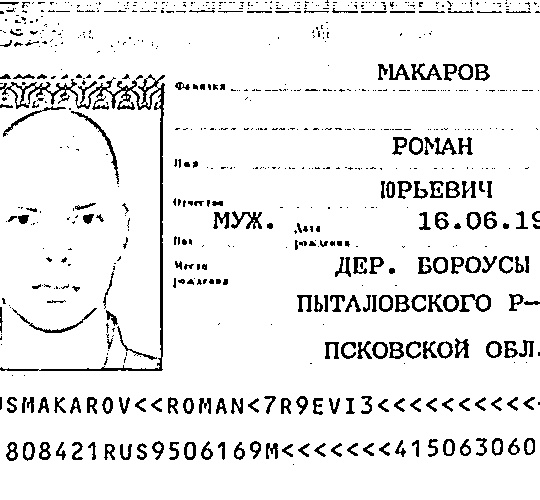 МАКАРОВ
Фамилия
РОМАН
Имя
ЮРЬЕВИЧ
Отчество
МУЖ. Дата рождения 16.06.19
Пол
Место рождения
ДЕР. БОРОУСЫ
ПЫТАЛОВСКОГО Р-
ПСКОВСКОЙ ОБЛ.
USMAKAROV<<ROMAN<7R9EVI3<<<<<<<<<<<
808421RUS9506169M<<<<<<<415063060